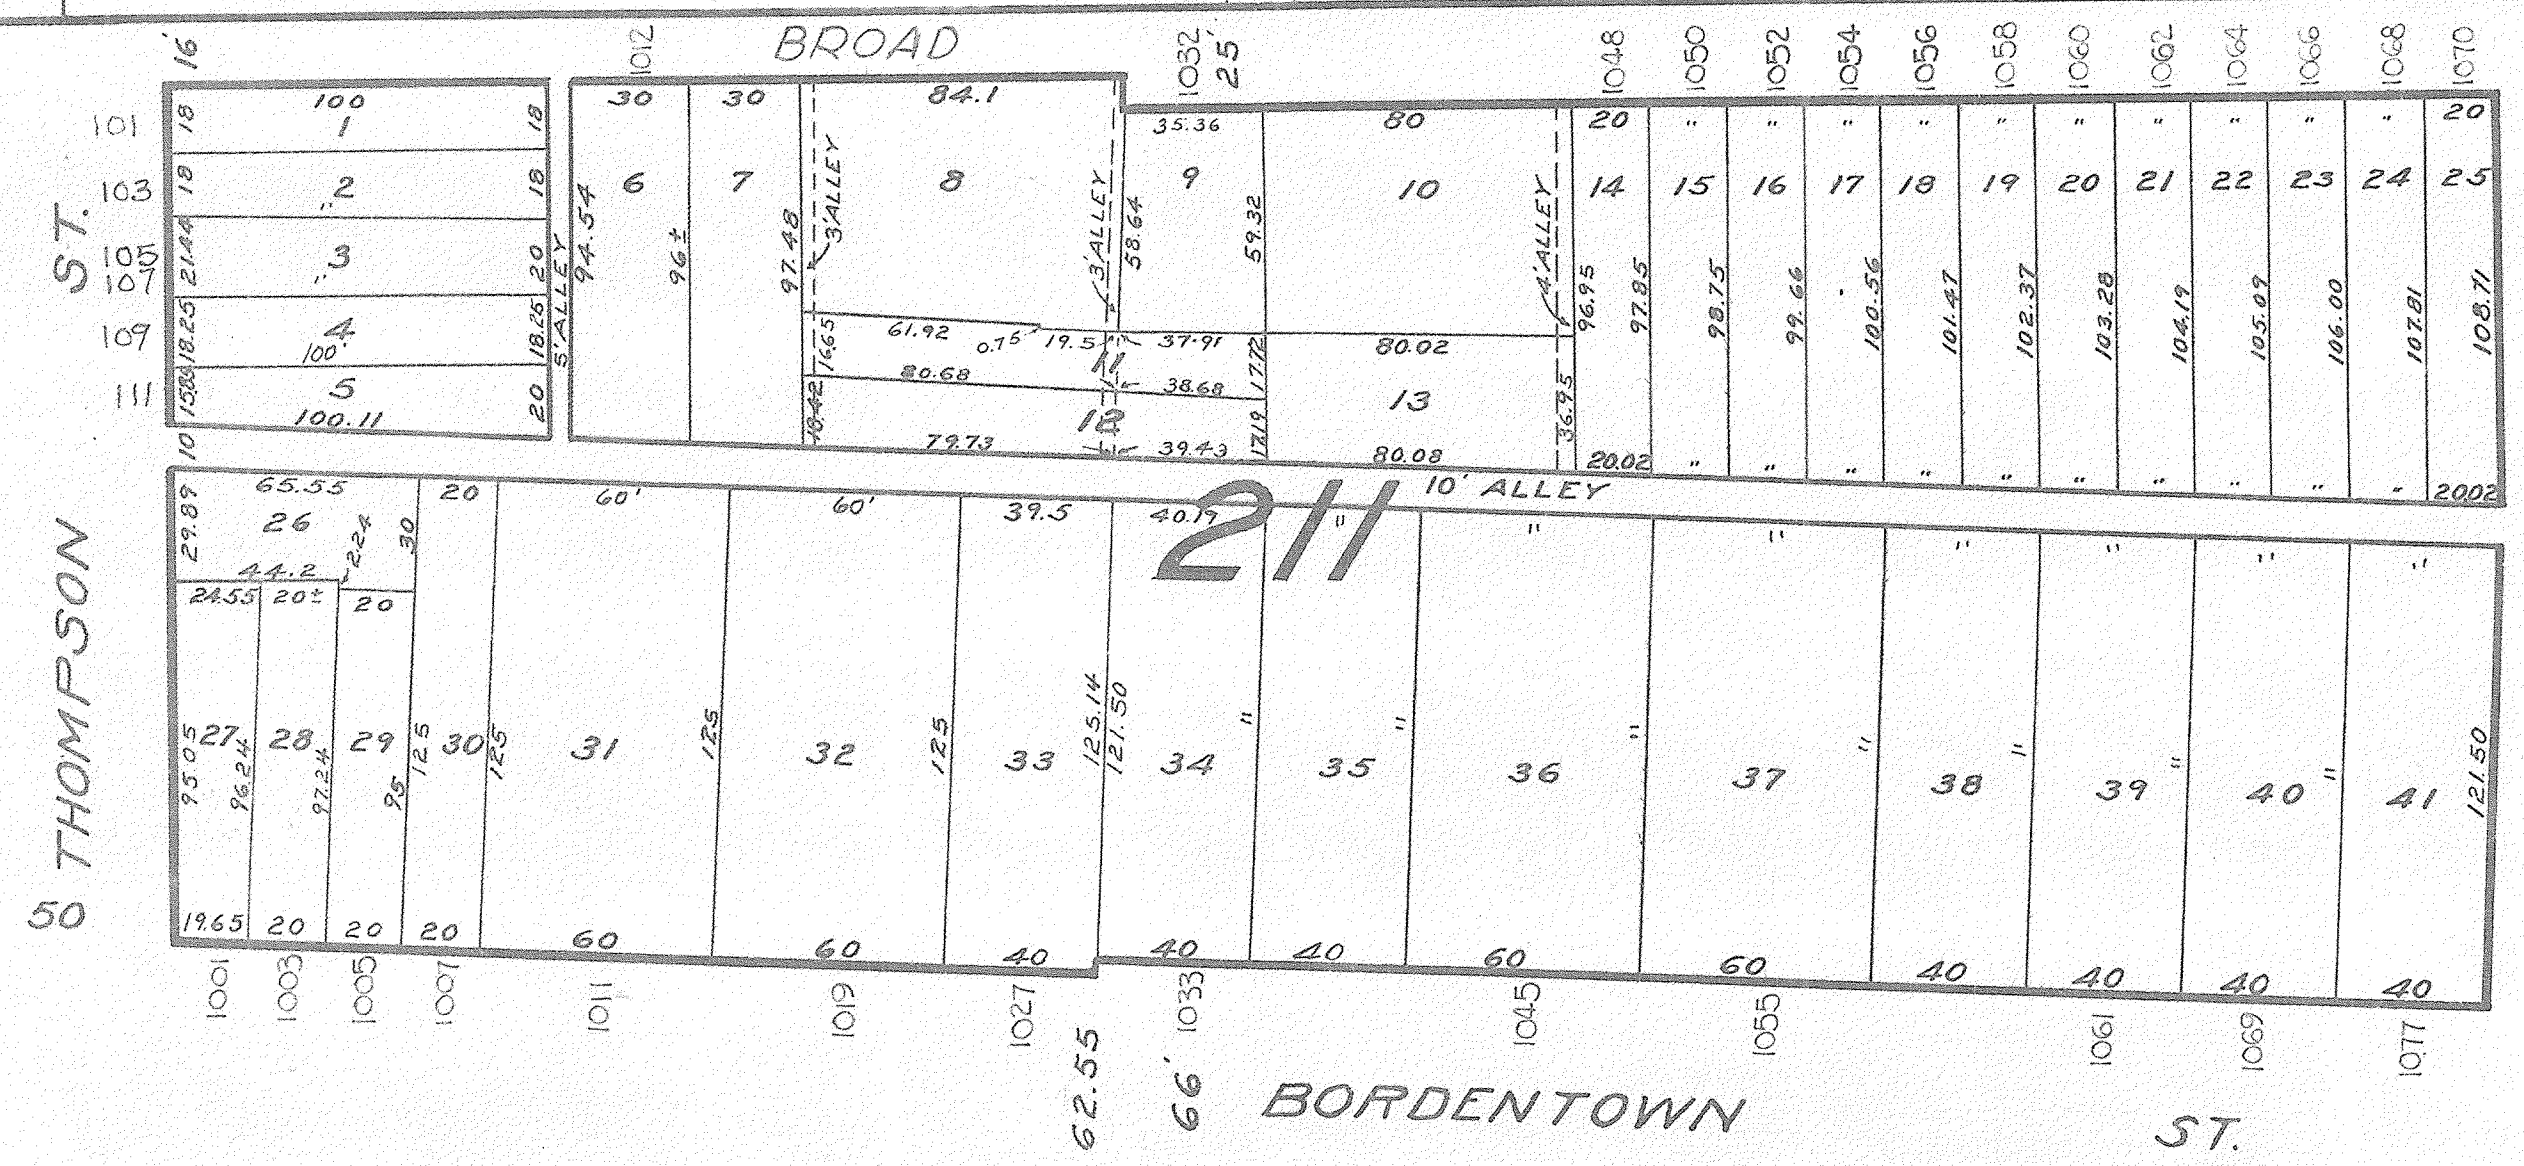 16' 1012 BROAD 1032 25' 1048 1050 1052 1054 1056 1058 1060 1062 1064 1066 1068 1070
101 18 100 18 30 30 84.1 35.36 80 20 " " " " " " " " " " 20
1
103 18 2 18 94.54 6 7 3'ALLEY 8 3'ALLEY 9 10 4'ALLEY 14 15 16 17 18 19 20 21 22 23 24 25
"
ST.
105 21.44 3 20 5'ALLEY 96± 97.48 58.64 59.32 96.95 97.85 98.75 99.66 100.56 101.47 102.37 103.28 104.19 105.09 106.00 107.81 108.71
107 "
109 18.25 4 18.25 16.65 61.92 0.75 19.5 11 37.91 17.72 80.02
100
111 15.85 5 20 80.68 38.68 13 36.95
100.11 18.42 12 17.19
10 79.73 39.43 80.08 20.02 " " " " " " " " " " 20.02
65.55 20 60' 60' 39.5 40.19 211 10' ALLEY
29.89 26 2.24 30 " " " " " " "
44.2
24.55 20± 20
THOMPSON
95.05 27 96.24 28 97.24 29 95 125 30 125 31 125 32 125 33 125.14 121.50 34 " 35 " 36 " 37 " 38 " 39 " 40 " 41 121.50
50 19.65 20 20 20 60 60 40 40 40 60 60 40 40 40 40
1001 1003 1005 1007 1011 1019 1027 1033 1045 1055 1061 1069 1077
62.55 66' BORDENTOWN ST.